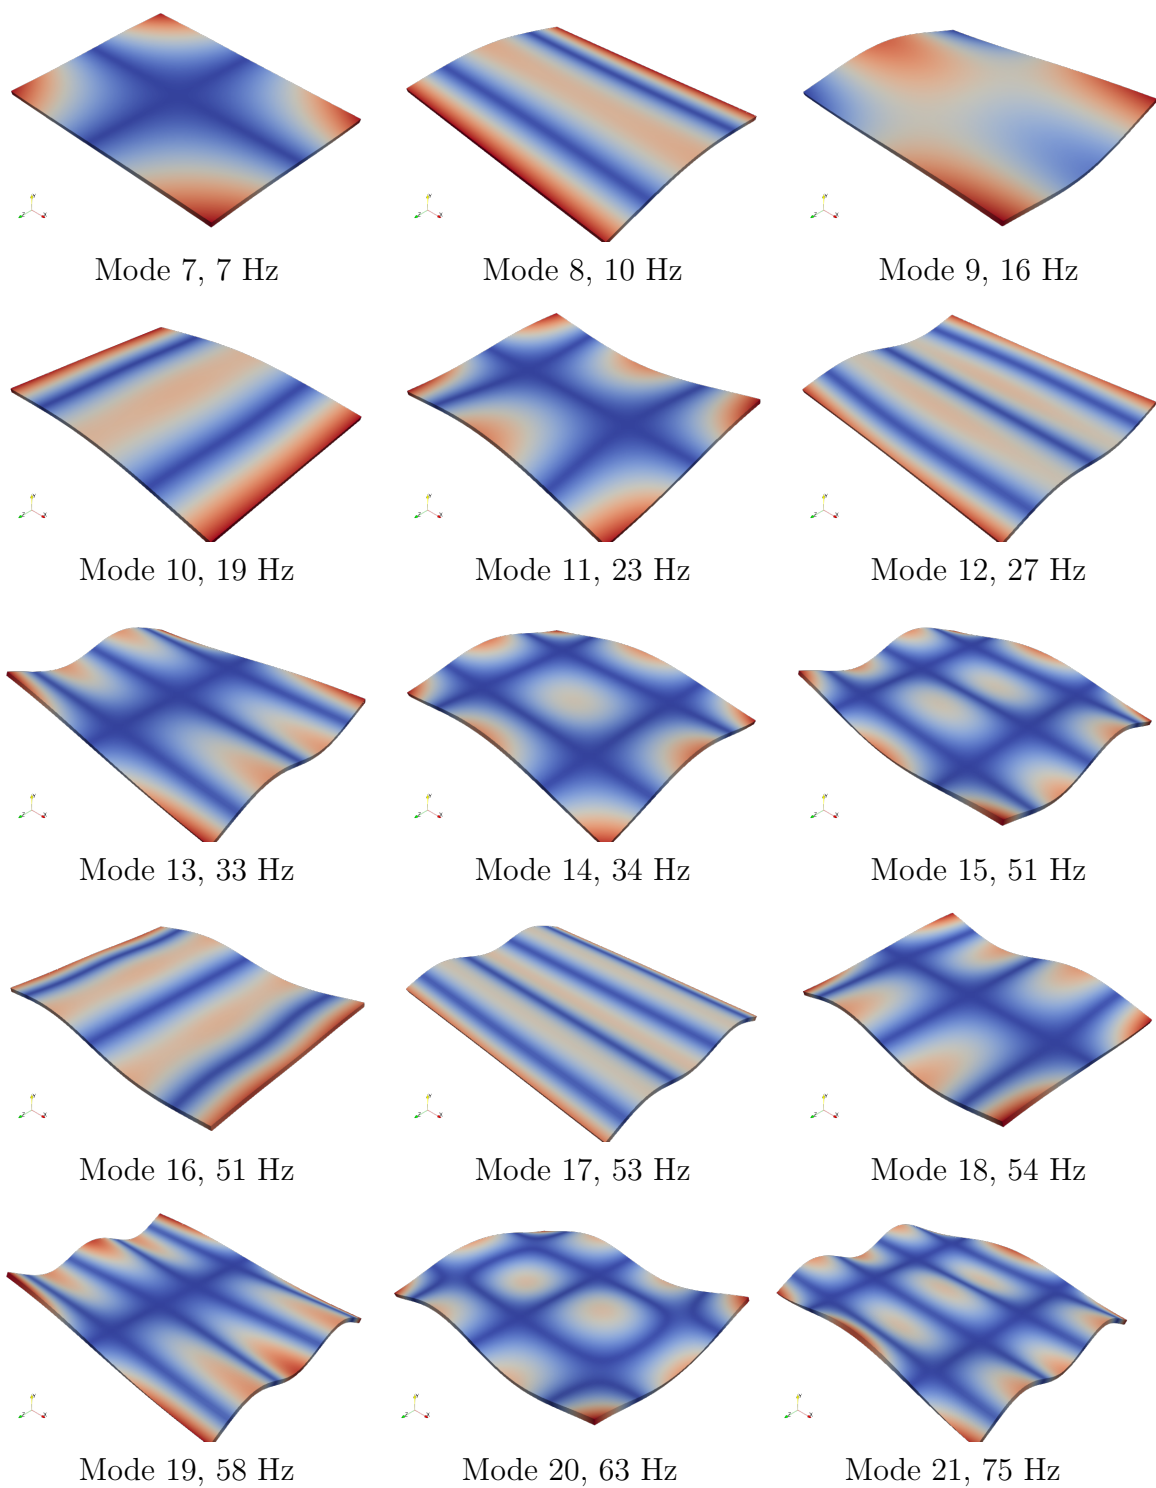 Mode 7, 7 Hz
Mode 8, 10 Hz
Mode 9, 16 Hz
Mode 10, 19 Hz
Mode 11, 23 Hz
Mode 12, 27 Hz
Mode 13, 33 Hz
Mode 14, 34 Hz
Mode 15, 51 Hz
Mode 16, 51 Hz
Mode 17, 53 Hz
Mode 18, 54 Hz
Mode 19, 58 Hz
Mode 20, 63 Hz
Mode 21, 75 Hz